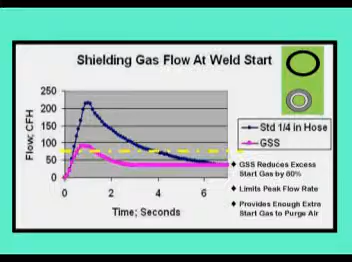 Shielding Gas Flow At Weld Start
Flow; CFH
250
200
150
100
50
0
0 2 4 6
Time; Seconds
Std 1/4 in Hose
GSS
GSS Reduces Excess
Start Gas by 80%
Limits Peak Flow Rate
Provides Enough Extra
Start Gas to Purge Air